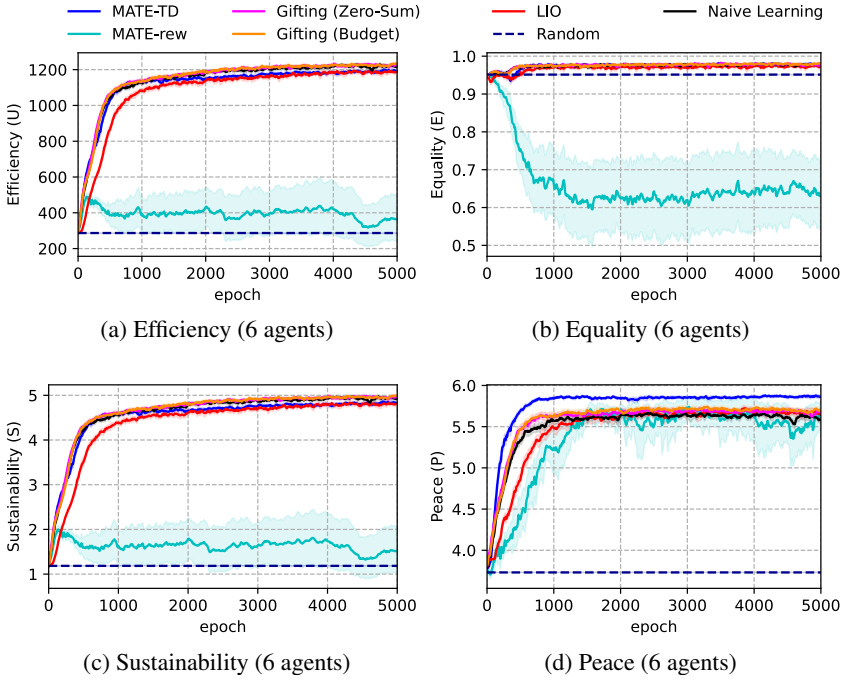 MATE-TD
MATE-rew
Gifting (Zero-Sum)
Gifting (Budget)
LIO
Random
Naive Learning
Efficiency (U)
1200
1000
800
600
400
200
0
1000
2000
3000
4000
5000
epoch
(a) Efficiency (6 agents)
Equality (E)
1.0
0.9
0.8
0.7
0.6
0.5
0
1000
2000
3000
4000
5000
epoch
(b) Equality (6 agents)
Sustainability (S)
5
4
3
2
1
0
1000
2000
3000
4000
5000
epoch
(c) Sustainability (6 agents)
Peace (P)
6.0
5.5
5.0
4.5
4.0
0
1000
2000
3000
4000
5000
epoch
(d) Peace (6 agents)